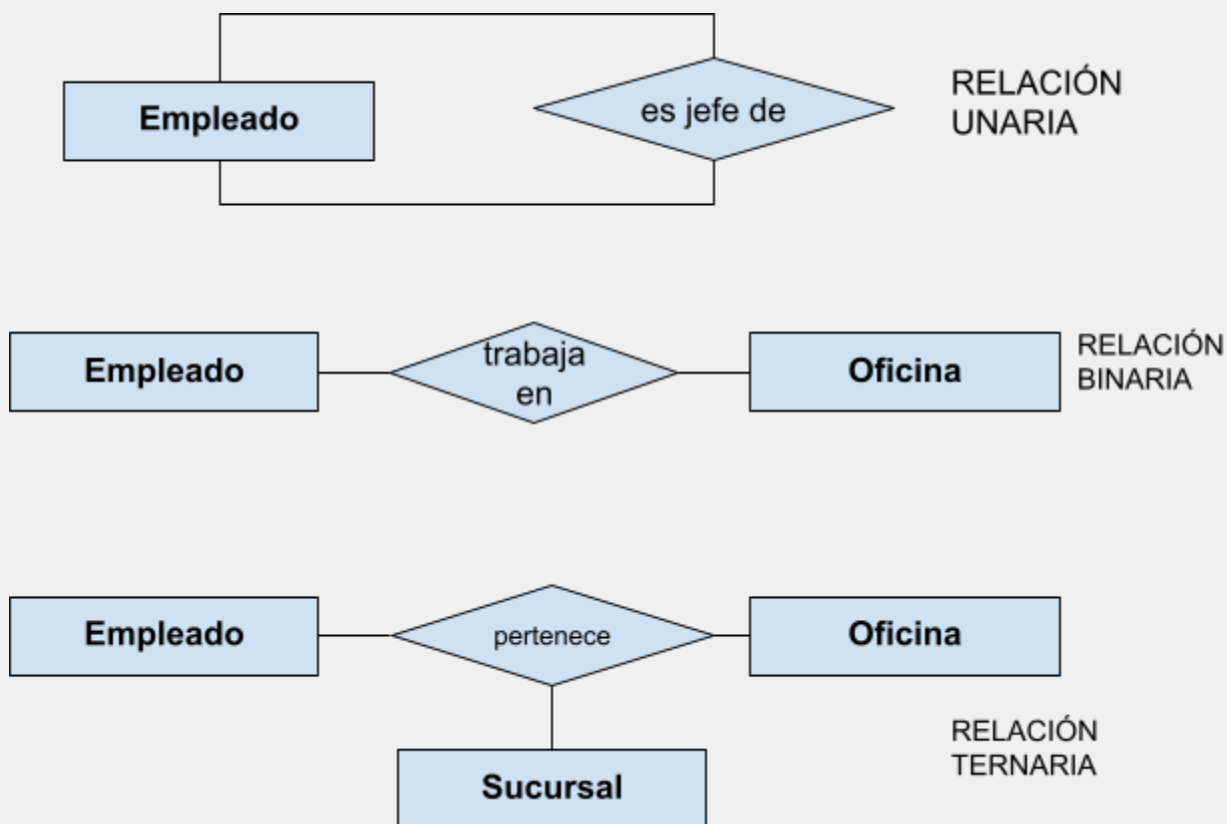 Empleado
es jefe de
RELACIÓN
UNARIA
Empleado
trabaja
en
Oficina
RELACIÓN
BINARIA
Empleado
pertenece
Oficina
RELACIÓN
TERNARIA
Sucursal